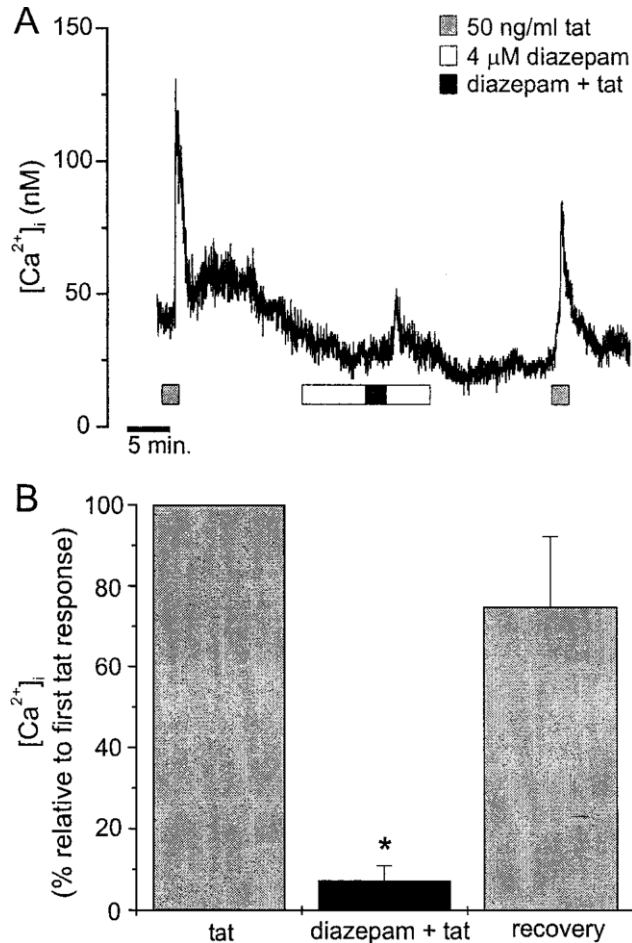 A
150
100
50
0
[Ca2+]i (nM)
50 ng/ml tat
4 µM diazepam
diazepam + tat
5 min.
B
100
80
60
40
20
0
[Ca2+]i
(% relative to first tat response)
*
tat
diazepam + tat
recovery